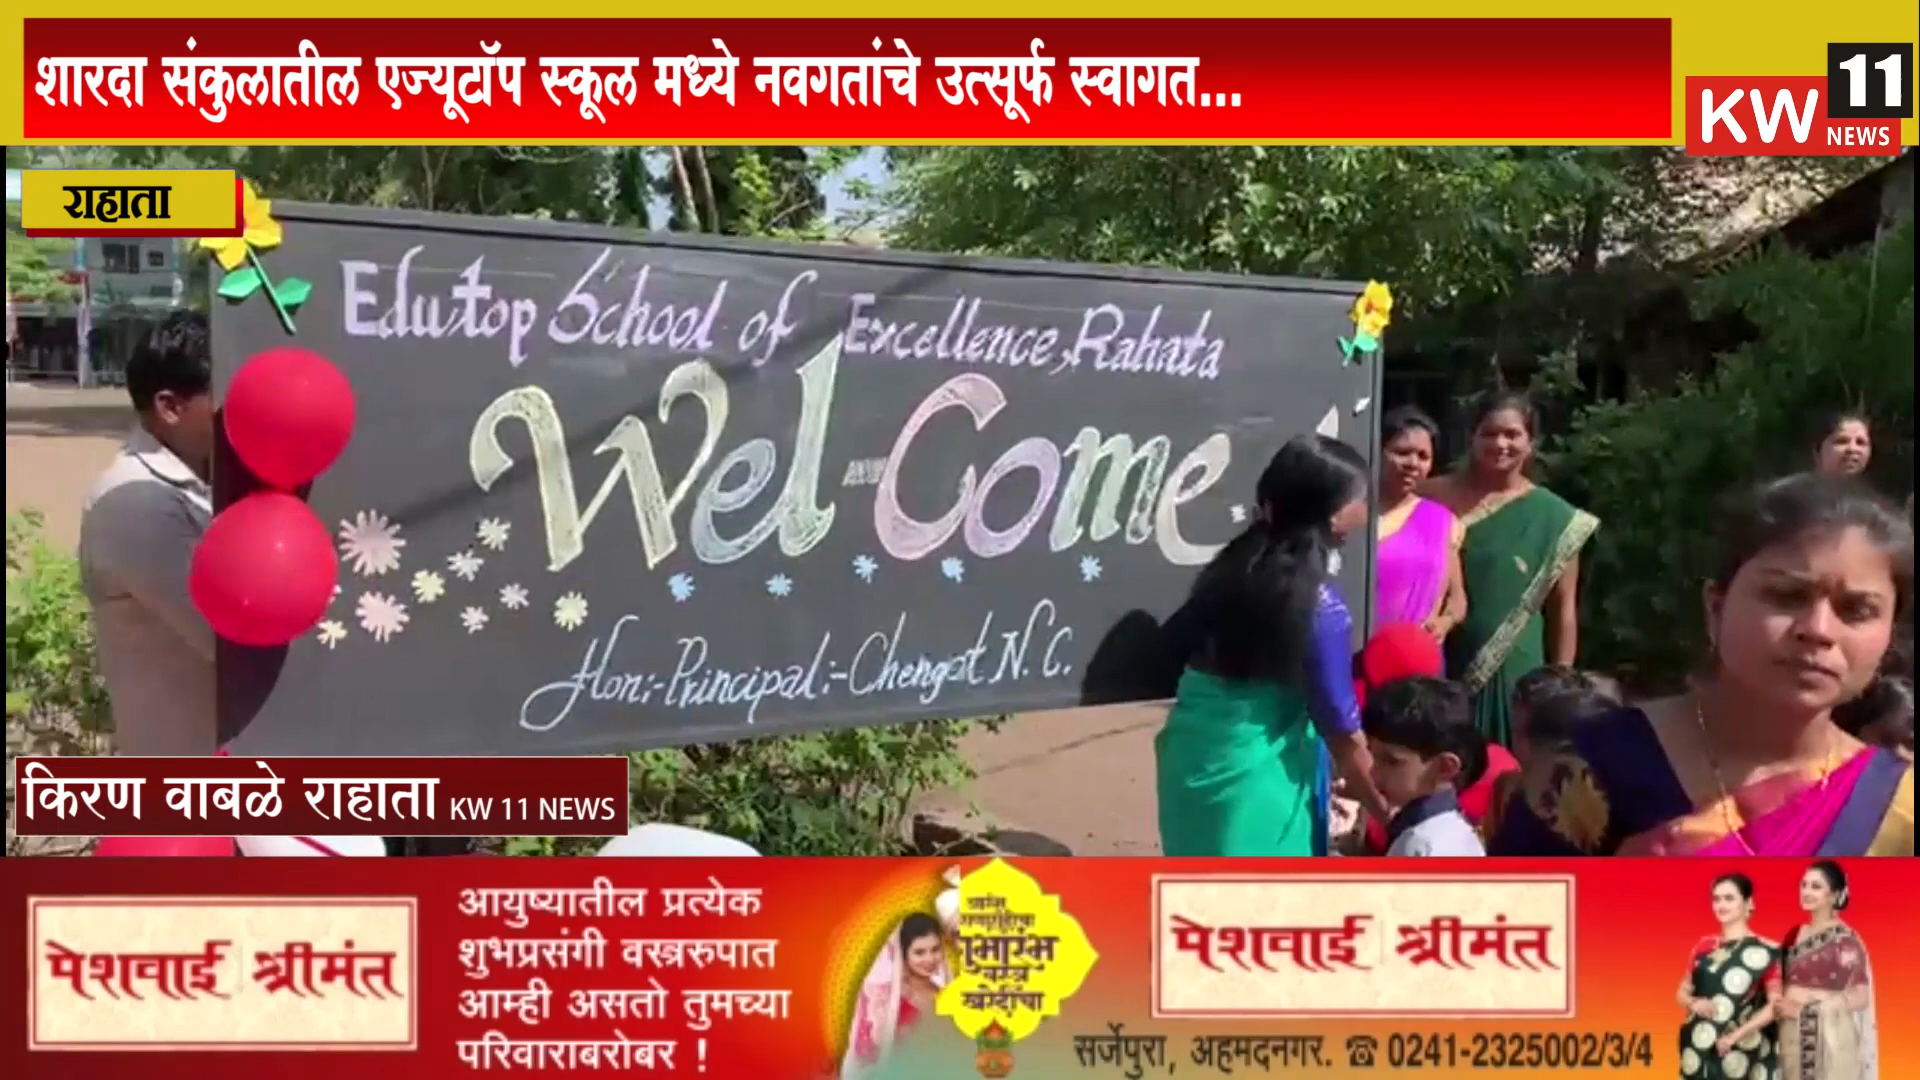 शारदा संकुलातील एज्यूटॉप स्कूल मध्ये नवगतांचे उत्सूर्फ स्वागत...
KW 11 NEWS
राहाता
Edutop School of Excellence, Rahata
Wel-Come
Hon:-Principal:-Chengat N. C.
किरण वाबळे राहाता KW 11 NEWS
पेशवाई श्रीमंत
आयुष्यातील प्रत्येक
शुभप्रसंगी वस्त्ररुपात
आम्ही असतो तुमच्या
परिवाराबरोबर !
वस्त्र
खरेदीचा
पेशवाई श्रीमंत
सर्जेपुरा, अहमदनगर. ☎ 0241-2325002/3/4